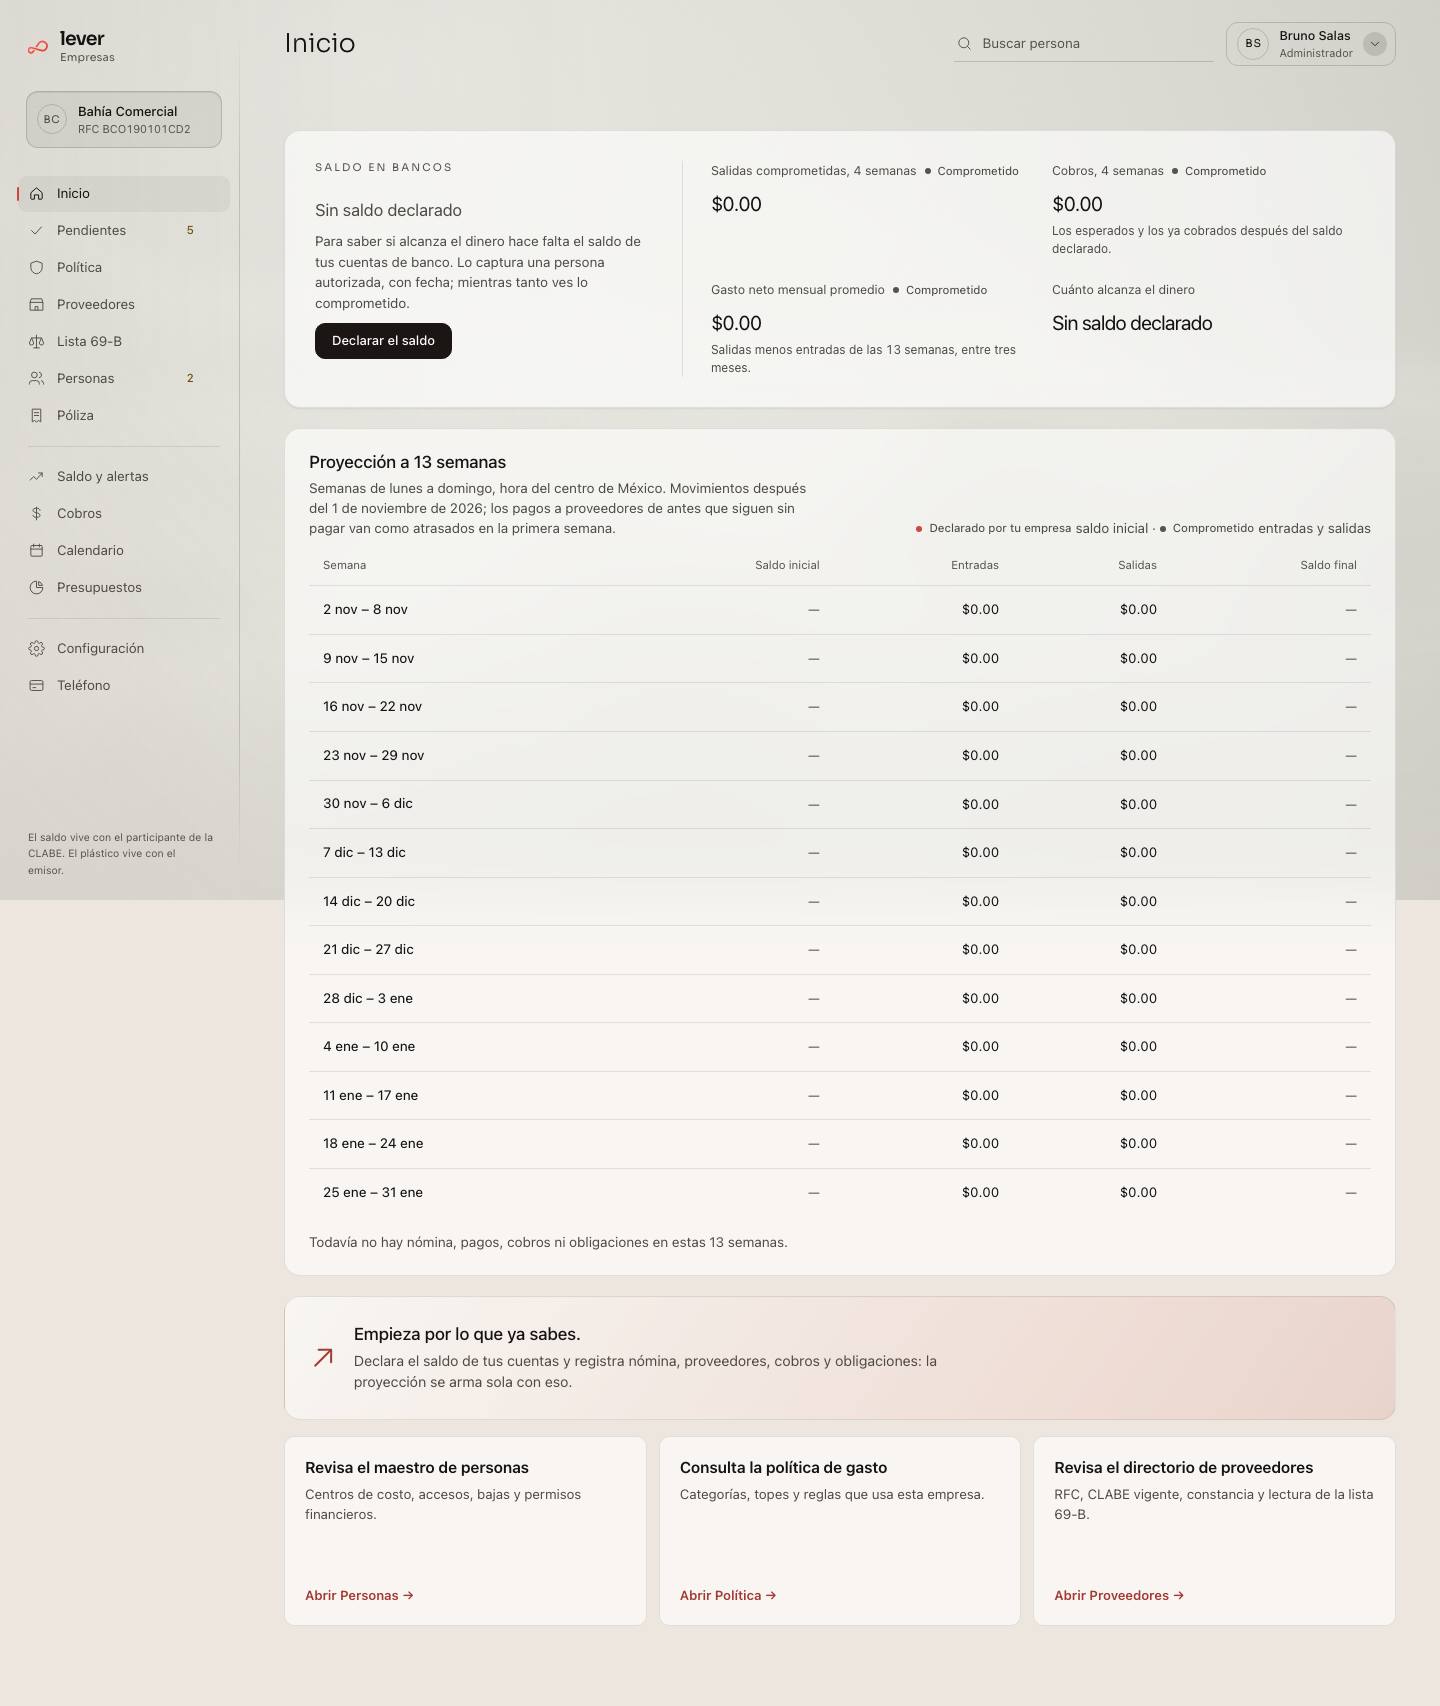 lever
Empresas
BC
Bahía Comercial
RFC BCO190101CD2
Inicio
Pendientes 5
Política
Proveedores
Lista 69-B
Personas 2
Póliza
Saldo y alertas
Cobros
Calendario
Presupuestos
Configuración
Teléfono
El saldo vive con el participante de la
CLABE. El plástico vive con el
emisor.
Inicio
Buscar persona
BS
Bruno Salas
Administrador
SALDO EN BANCOS
Sin saldo declarado
Para saber si alcanza el dinero hace falta el saldo de
tus cuentas de banco. Lo captura una persona
autorizada, con fecha; mientras tanto ves lo
comprometido.
Declarar el saldo
Salidas comprometidas, 4 semanas • Comprometido
$0.00
Cobros, 4 semanas • Comprometido
$0.00
Los esperados y los ya cobrados después del saldo
declarado.
Gasto neto mensual promedio • Comprometido
$0.00
Salidas menos entradas de las 13 semanas, entre tres
meses.
Cuánto alcanza el dinero
Sin saldo declarado
Proyección a 13 semanas
Semanas de lunes a domingo, hora del centro de México. Movimientos después
del 1 de noviembre de 2026; los pagos a proveedores de antes que siguen sin
pagar van como atrasados en la primera semana.
• Declarado por tu empresa saldo inicial · • Comprometido entradas y salidas
Semana Saldo inicial Entradas Salidas Saldo final
2 nov – 8 nov — $0.00 $0.00 —
9 nov – 15 nov — $0.00 $0.00 —
16 nov – 22 nov — $0.00 $0.00 —
23 nov – 29 nov — $0.00 $0.00 —
30 nov – 6 dic — $0.00 $0.00 —
7 dic – 13 dic — $0.00 $0.00 —
14 dic – 20 dic — $0.00 $0.00 —
21 dic – 27 dic — $0.00 $0.00 —
28 dic – 3 ene — $0.00 $0.00 —
4 ene – 10 ene — $0.00 $0.00 —
11 ene – 17 ene — $0.00 $0.00 —
18 ene – 24 ene — $0.00 $0.00 —
25 ene – 31 ene — $0.00 $0.00 —
Todavía no hay nómina, pagos, cobros ni obligaciones en estas 13 semanas.
Empieza por lo que ya sabes.
Declara el saldo de tus cuentas y registra nómina, proveedores, cobros y obligaciones: la
proyección se arma sola con eso.
Revisa el maestro de personas
Centros de costo, accesos, bajas y permisos
financieros.
Abrir Personas →
Consulta la política de gasto
Categorías, topes y reglas que usa esta empresa.
Abrir Política →
Revisa el directorio de proveedores
RFC, CLABE vigente, constancia y lectura de la lista
69-B.
Abrir Proveedores →